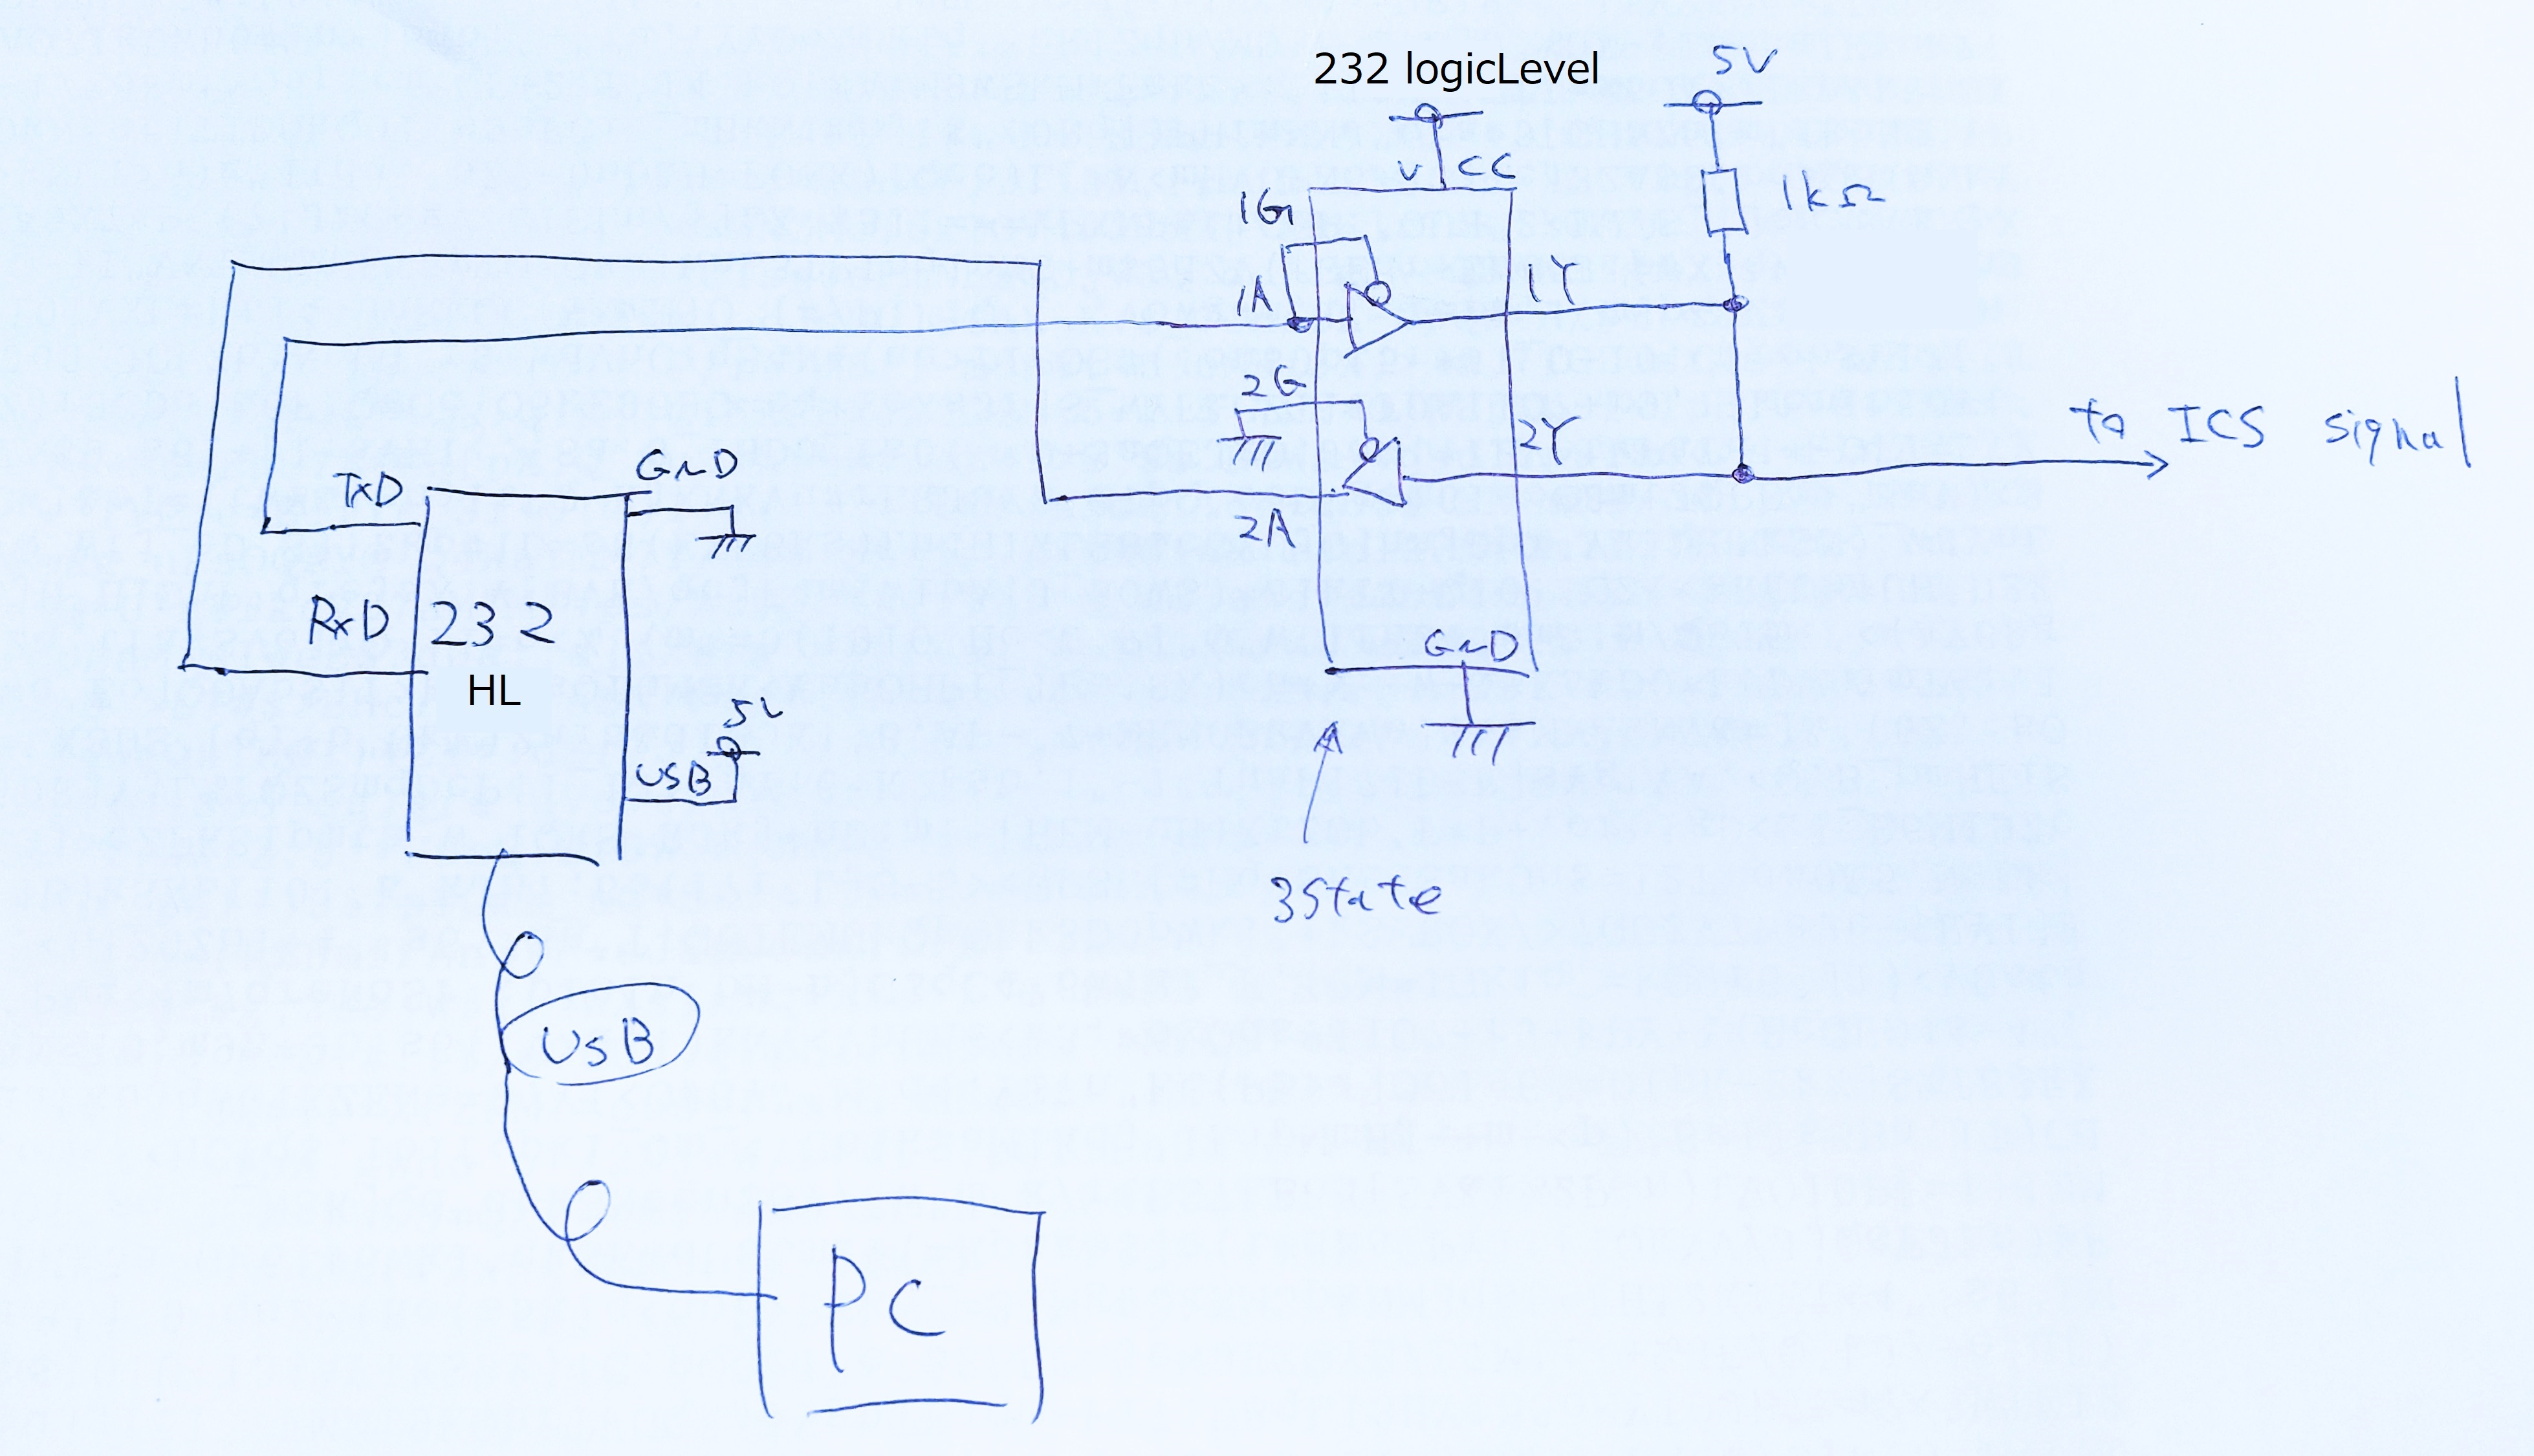 232 logicLevel
5V
V CC
1kΩ
1G
1A
1Y
2G
2Y
2A
to ICS signal
TxD
GND
RxD
232
HL
GND
5V
USB
3State
USB
PC